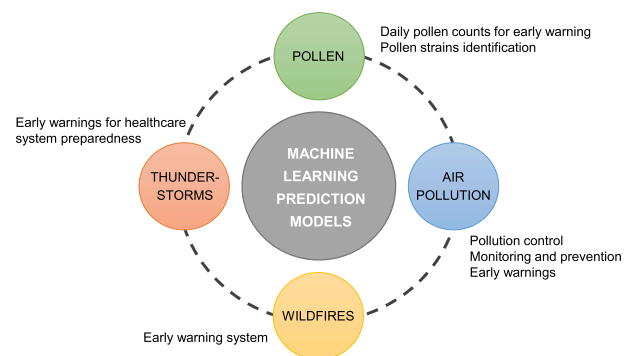 POLLEN
Daily pollen counts for early warning
Pollen strains identification
Early warnings for healthcare
system preparedness
THUNDER-
STORMS
MACHINE
LEARNING
PREDICTION
MODELS
AIR
POLLUTION
Pollution control
Monitoring and prevention
Early warnings
WILDFIRES
Early warning system